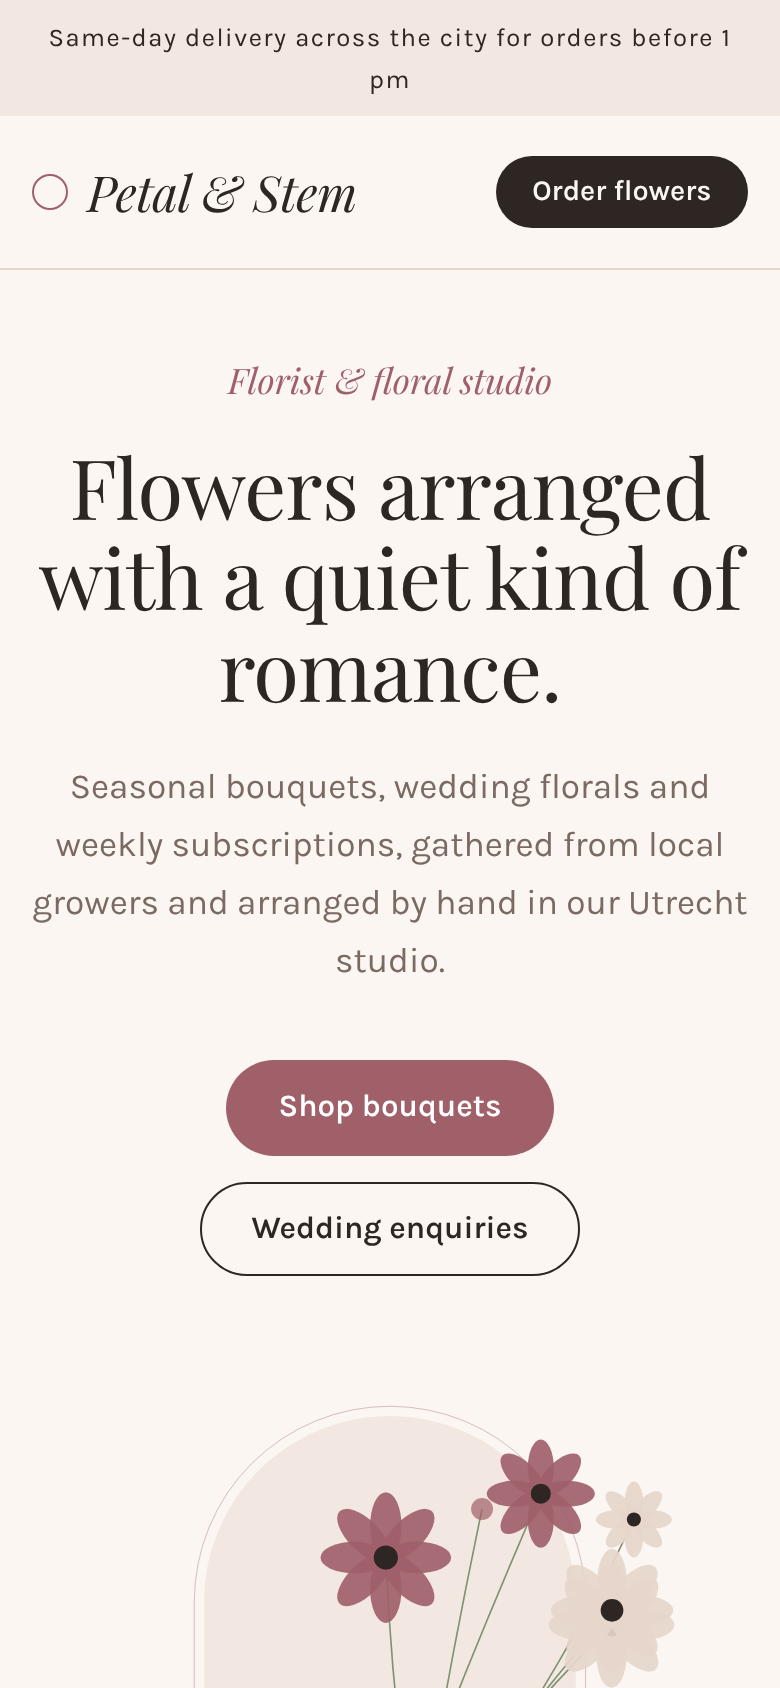 Same-day delivery across the city for orders before 1
pm
Petal & Stem
Order flowers
Florist & floral studio
Flowers arranged
with a quiet kind of
romance.
Seasonal bouquets, wedding florals and
weekly subscriptions, gathered from local
growers and arranged by hand in our Utrecht
studio.
Shop bouquets
Wedding enquiries